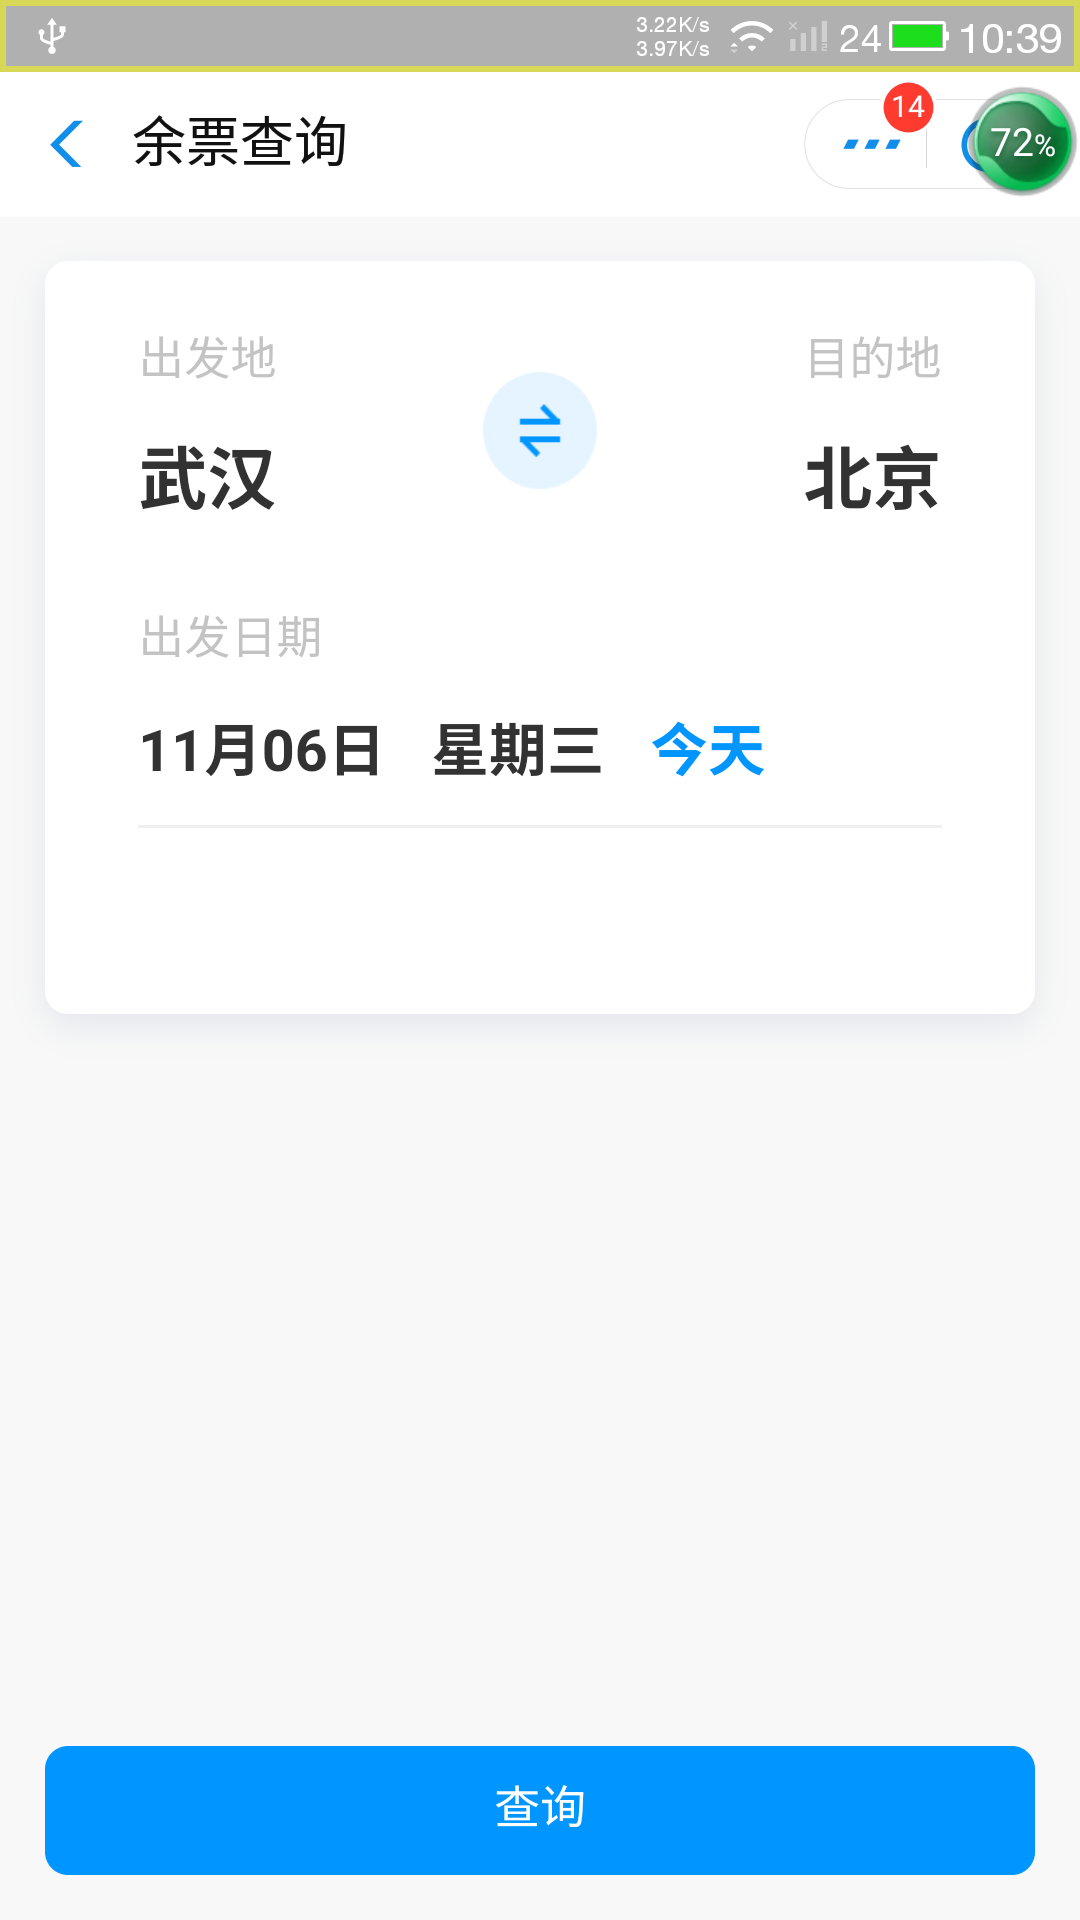 3.22K/s
3.97K/s
24
10:39
余票查询
14
72%
出发地
目的地
武汉
北京
出发日期
11月06日 星期三 今天
查询